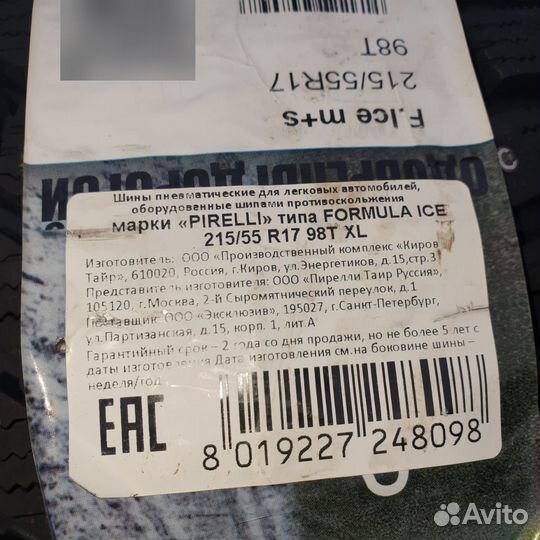 F.Ice m+s
215/55R17
98T
ОДОБРЕНЫ ДОРОГОЙ
Шины пневматические для легковых автомобилей,
оборудованные шипами противоскольжения
марки «PIRELLI» типа FORMULA ICE
215/55 R17 98T XL
Изготовитель: ООО «Производственный комплекс «Киров
Тайр», 610020, Россия, г.Киров, ул.Энергетиков, д.15,стр.3
Представитель изготовителя: ООО «Пирелли Тайр Руссия»,
105120, г.Москва, 2-й Сыромятнический переулок, д.1
Поставщик: ООО «Эксклюзив», 195027, г.Санкт-Петербург,
ул.Партизанская, д.15, корп. 1, лит.А
Гарантийный срок – 2 года со дня продажи, но не более 5 лет с
даты изготовления Дата изготовления см.на боковине шины –
неделя/год
EAC
8 019227 248098
Avito